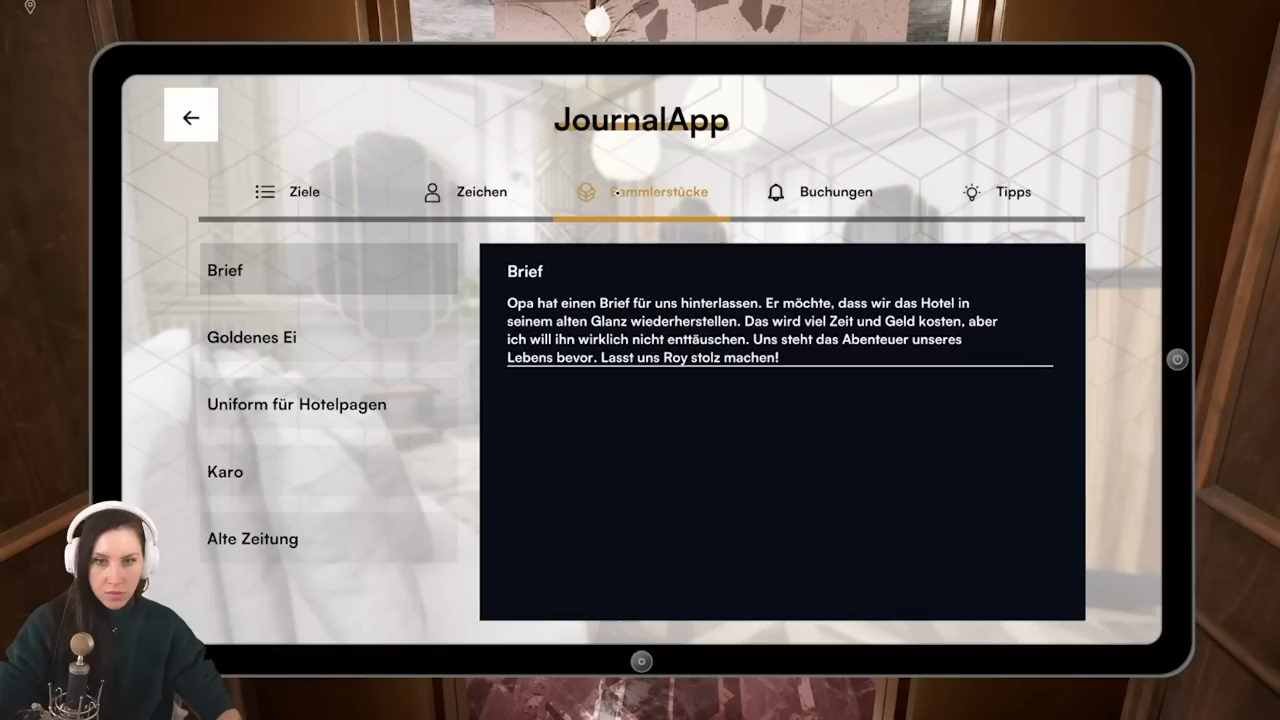 JournalApp
Ziele
Zeichen
Sammlerstücke
Buchungen
Tipps
Brief
Goldenes Ei
Uniform für Hotelpagen
Karo
Alte Zeitung
Brief
Opa hat einen Brief für uns hinterlassen. Er möchte, dass wir das Hotel in
seinem alten Glanz wiederherstellen. Das wird viel Zeit und Geld kosten, aber
ich will ihn wirklich nicht enttäuschen. Uns steht das Abenteuer unseres
Lebens bevor. Lasst uns Roy stolz machen!